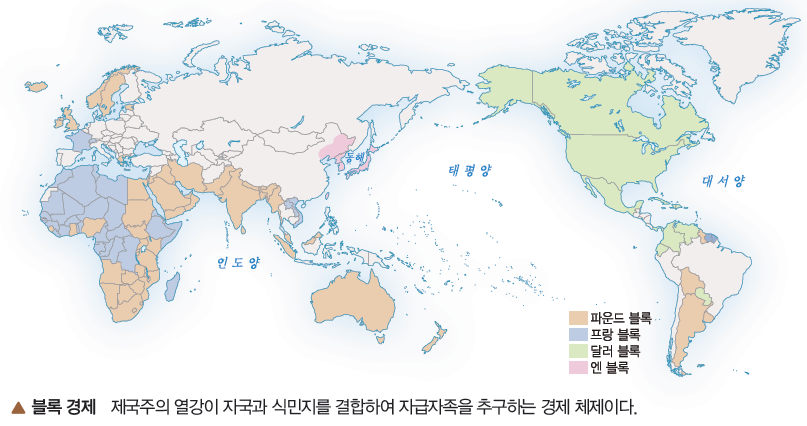 동해
태평양
대서양
인도양
파운드 블록
프랑 블록
달러 블록
엔 블록
▲ 블록 경제 제국주의 열강이 자국과 식민지를 결합하여 자급자족을 추구하는 경제 체제이다.